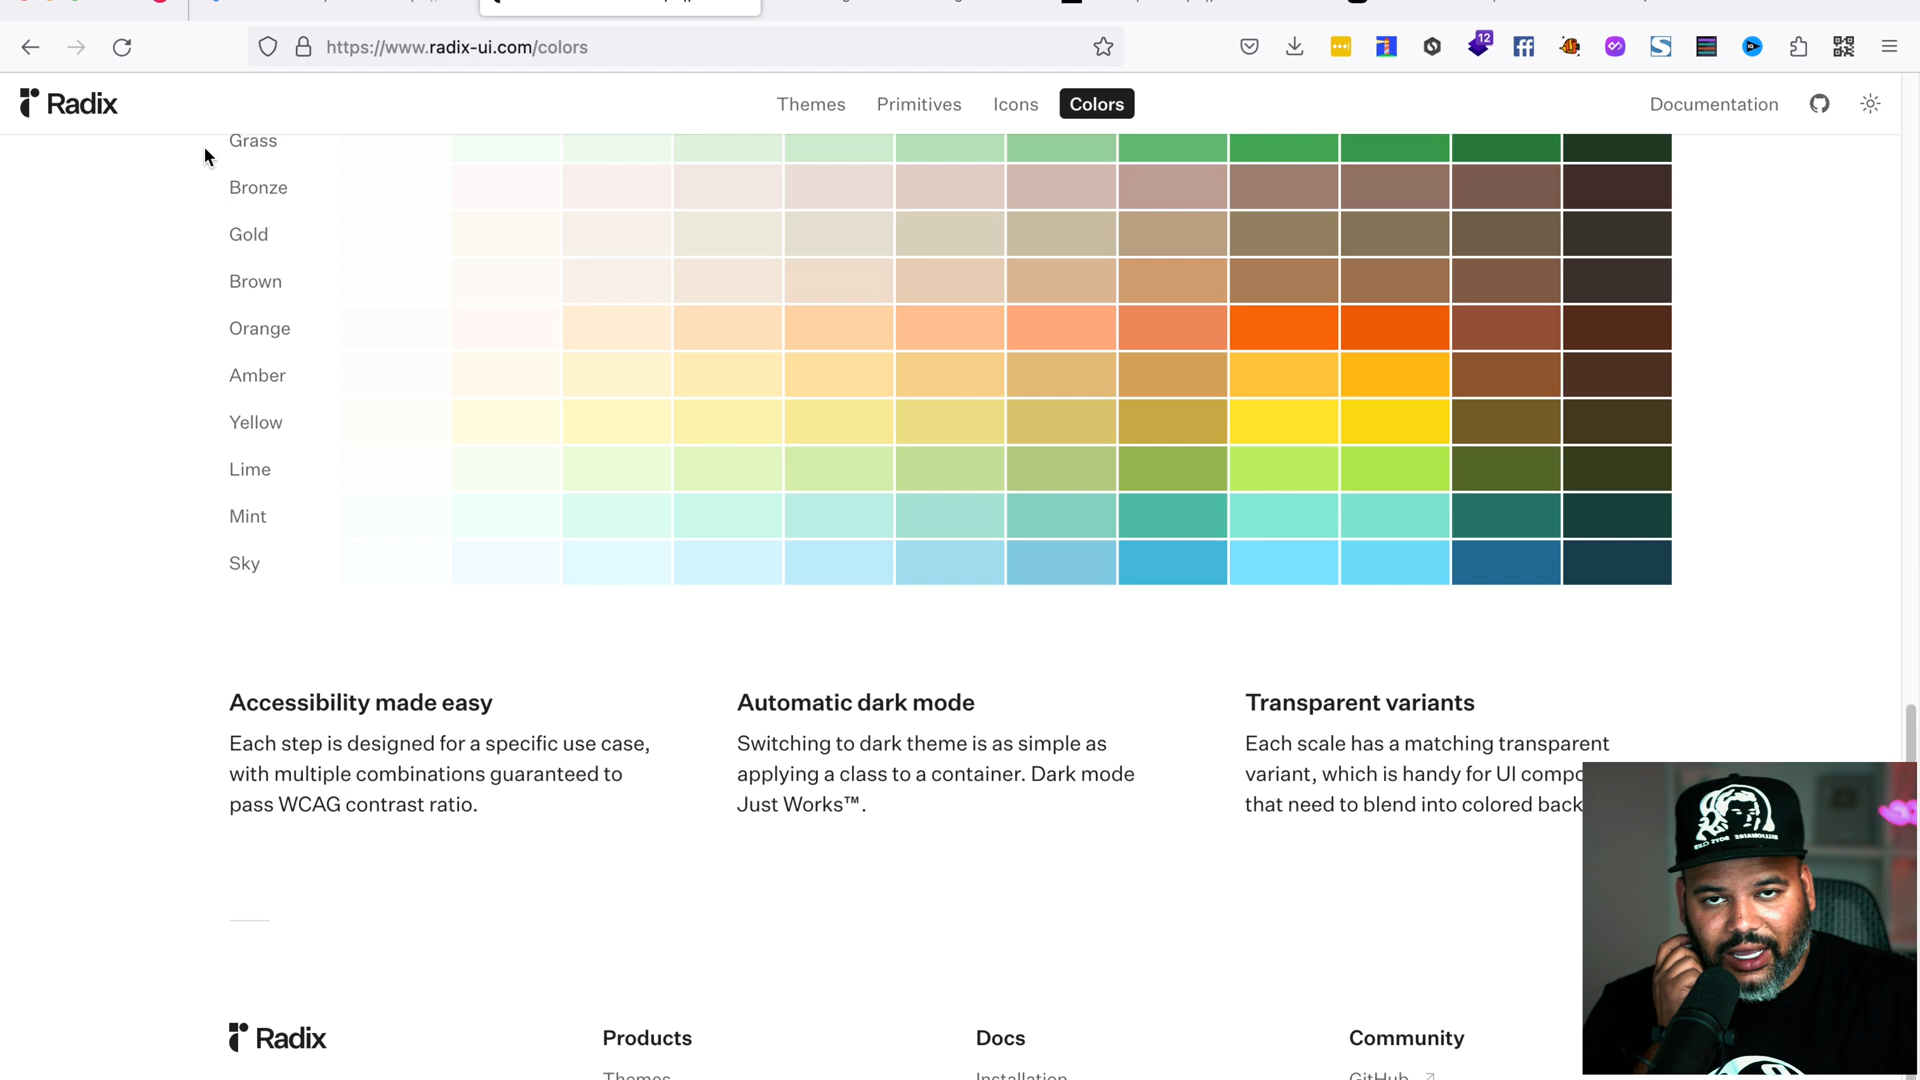 https://www.radix-ui.com/colors
12
Radix
Themes
Primitives
Icons
Colors
Documentation
Grass
Bronze
Gold
Brown
Orange
Amber
Yellow
Lime
Mint
Sky
Accessibility made easy
Each step is designed for a specific use case,
with multiple combinations guaranteed to
pass WCAG contrast ratio.
Automatic dark mode
Switching to dark theme is as simple as
applying a class to a container. Dark mode
Just Works™.
Transparent variants
Each scale has a matching transparent
variant, which is handy for UI compo
that need to blend into colored back
Radix
Products
Docs
Community
Themes
Installation
GitHub